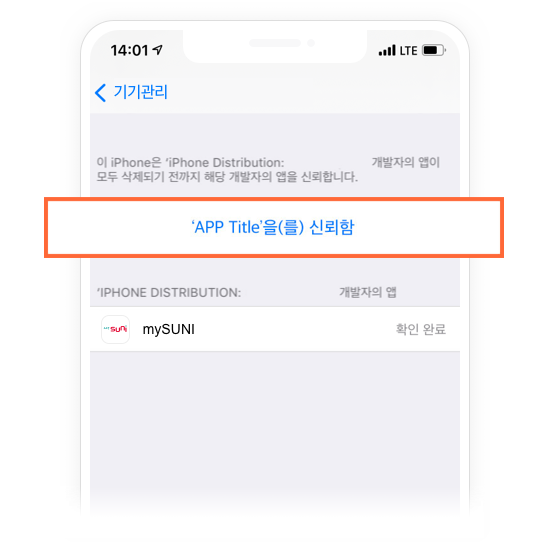 14:01 LTE
기기관리
이 iPhone은 ‘iPhone Distribution: 개발자의 앱이
모두 삭제되기 전까지 해당 개발자의 앱을 신뢰합니다.
‘APP Title’을(를) 신뢰함
‘IPHONE DISTRIBUTION: 개발자의 앱
my SUNI mySUNI 확인 완료